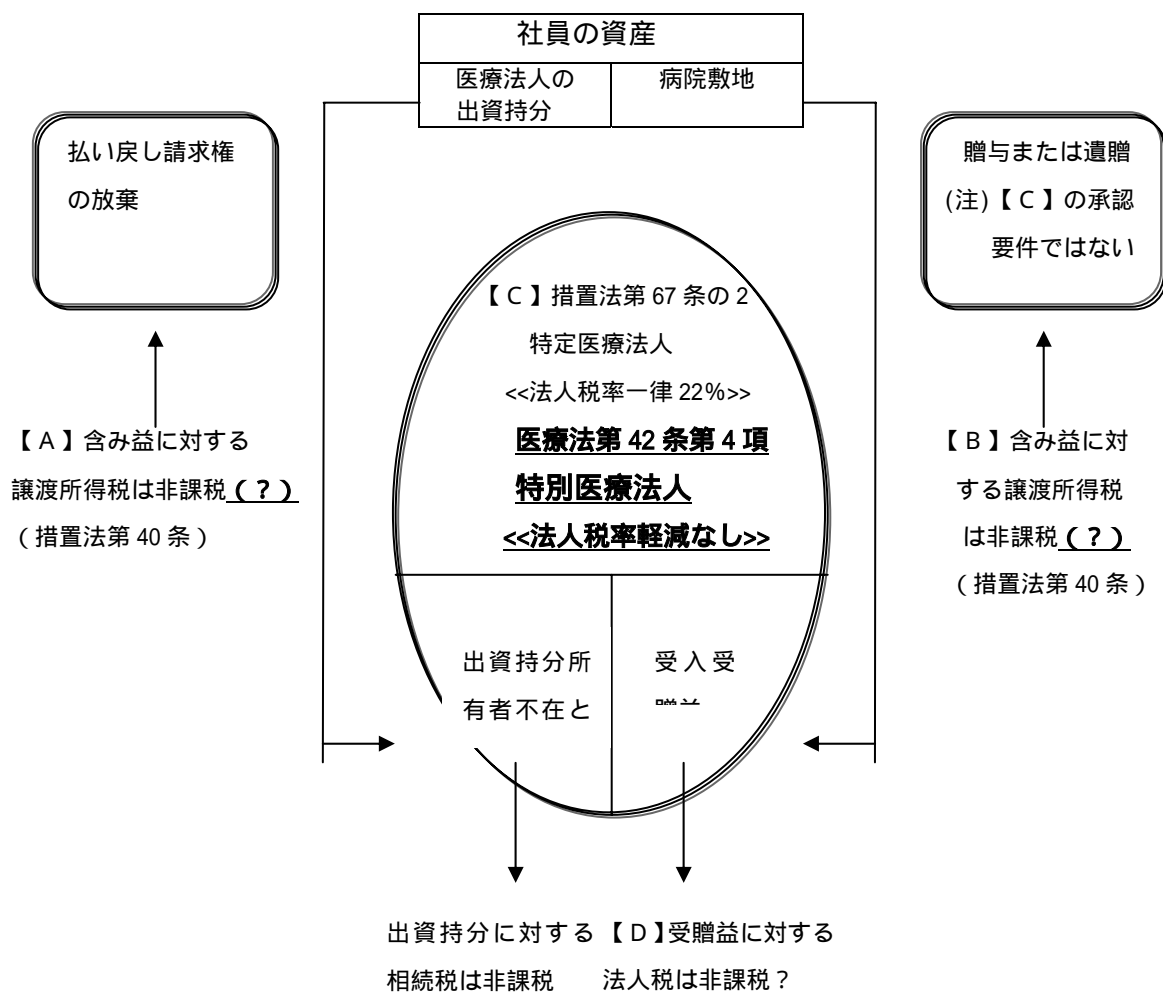 社員の資産
医療法人の
出資持分
病院敷地
払い戻し請求権
の放棄
贈与または遺贈
(注)【C】の承認
要件ではない
【C】措置法第67条の2
特定医療法人
<<法人税率一律22%>>
医療法第42条第4項
特別医療法人
<<法人税率軽減なし>>
【A】含み益に対する
譲渡所得税は非課税(?)
(措置法第40条)
【B】含み益に対
する譲渡所得税
は非課税(?)
(措置法第40条)
出資持分所
有者不在と
受入受
出資持分に対する
相続税は非課税
【D】受贈益に対する
法人税は非課税?